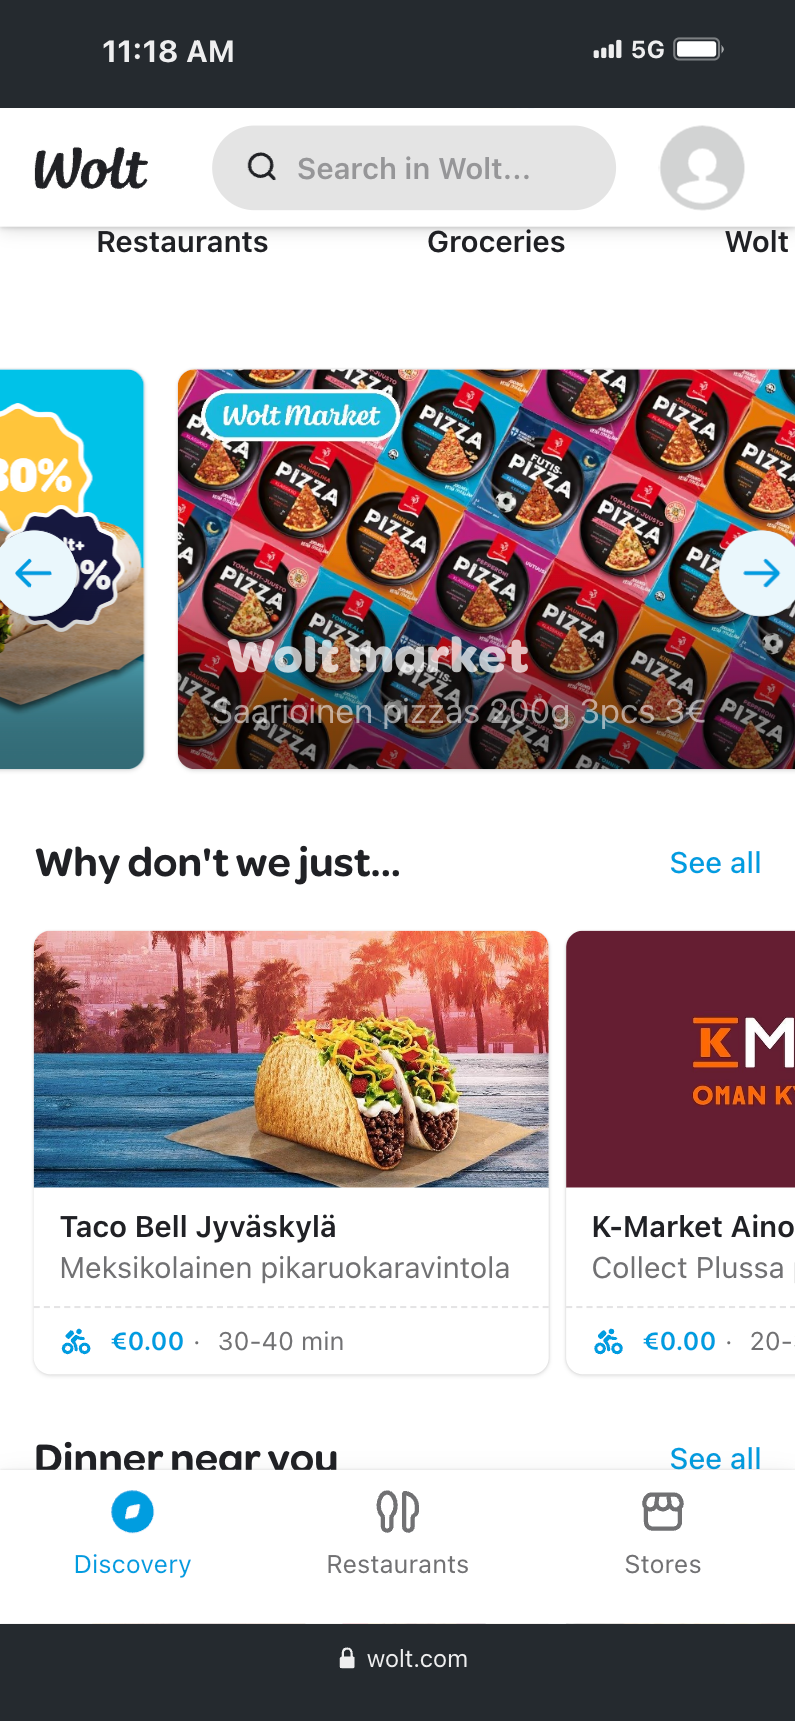 11:18 AM
5G
Wolt
Search in Wolt...
Restaurants
Groceries
Wolt
30%
%
Wolt Market
PIZZA
FUTIS-
PIZZA
Wolt market
Saarioinen pizzas 200g 3pcs 3€
Why don't we just...
See all
K M
OMAN K
Taco Bell Jyväskylä
Meksikolainen pikaruokaravintola
€0.00 · 30-40 min
K-Market Aino
Collect Plussa
€0.00 · 20-
Dinner near you
See all
Discovery
Restaurants
Stores
wolt.com